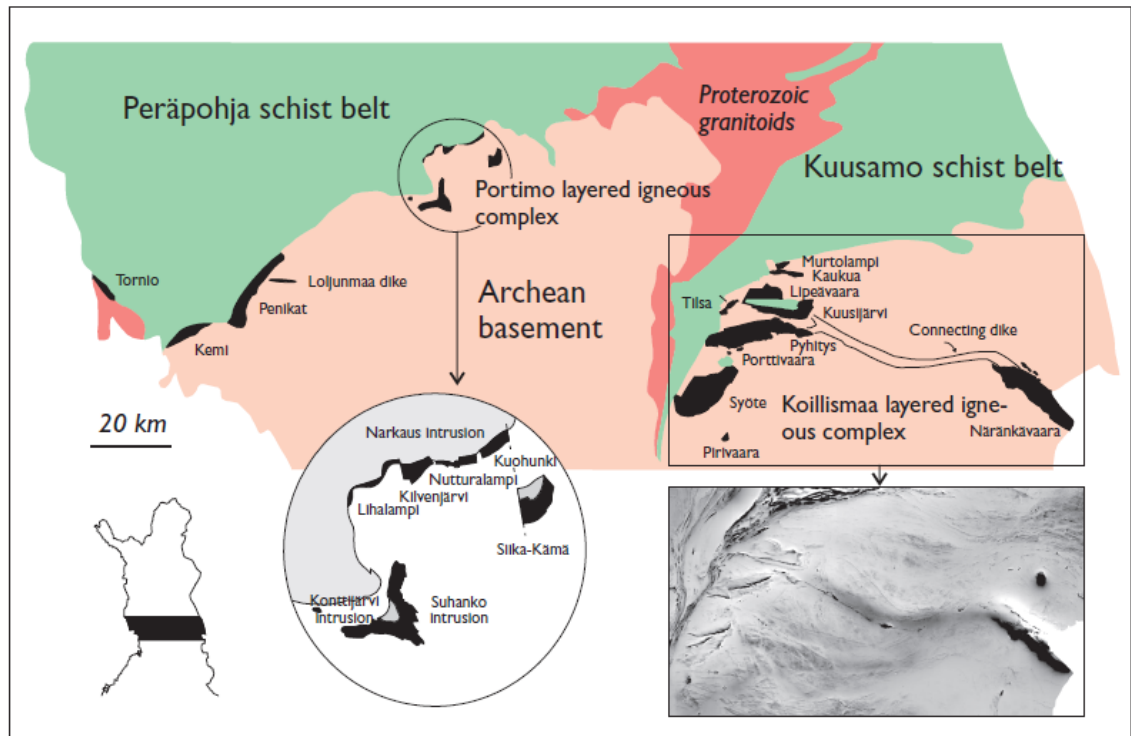 Peräpohja schist belt
Proterozoic
granitoids
Kuusamo schist belt
Portimo layered igneous
complex
Tornio
Loljunmaa dike
Penikat
Kemi
Archean
basement
Murtolampi
Kaukua
Lipeävaara
Tilsa
Kuusijärvi
Connecting dike
Pyhitys
Porttivaara
Syöte
Koillismaa layered igne-
ous complex
Näränkävaara
Pirivaara
20 km
Narkaus intrusion
Kuohunki
Nutturalampi
Kilvenjärvi
Lihalampi
Siika-Kämä
Konttijärvi
intrusion
Suhanko
intrusion